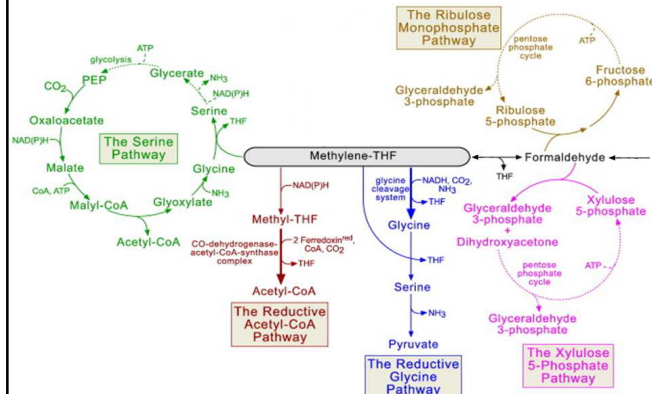 The Ribulose
Monophosphate
Pathway
pentose
phosphate
cycle
ATP
Glyceraldehyde
3-phosphate
Fructose
6-phosphate
Ribulose
5-phosphate
glycolysis
ATP
PEP
Glycerate
NH3
NAD(P)H
CO2
Serine
Oxaloacetate
THF
NAD(P)H
The Serine
Pathway
Malate
Glycine
CoA, ATP
NH3
Malyl-CoA
Glyoxylate
Acetyl-CoA
Methylene-THF
THF
Formaldehyde
NAD(P)H
Methyl-THF
CO-dehydrogenase-
acetyl-CoA-synthase
complex
2 Ferredoxin red,
CoA, CO2
THF
Acetyl-CoA
The Reductive
Acetyl-CoA
Pathway
glycine
cleavage
system
NADH, CO2,
NH3
THF
Glycine
THF
Serine
NH3
Pyruvate
The Reductive
Glycine
Pathway
Glyceraldehyde
3-phosphate
+
Dihydroxyacetone
Xylulose
5-phosphate
pentose
phosphate
cycle
ATP
Glyceraldehyde
3-phosphate
The Xylulose
5-Phosphate
Pathway